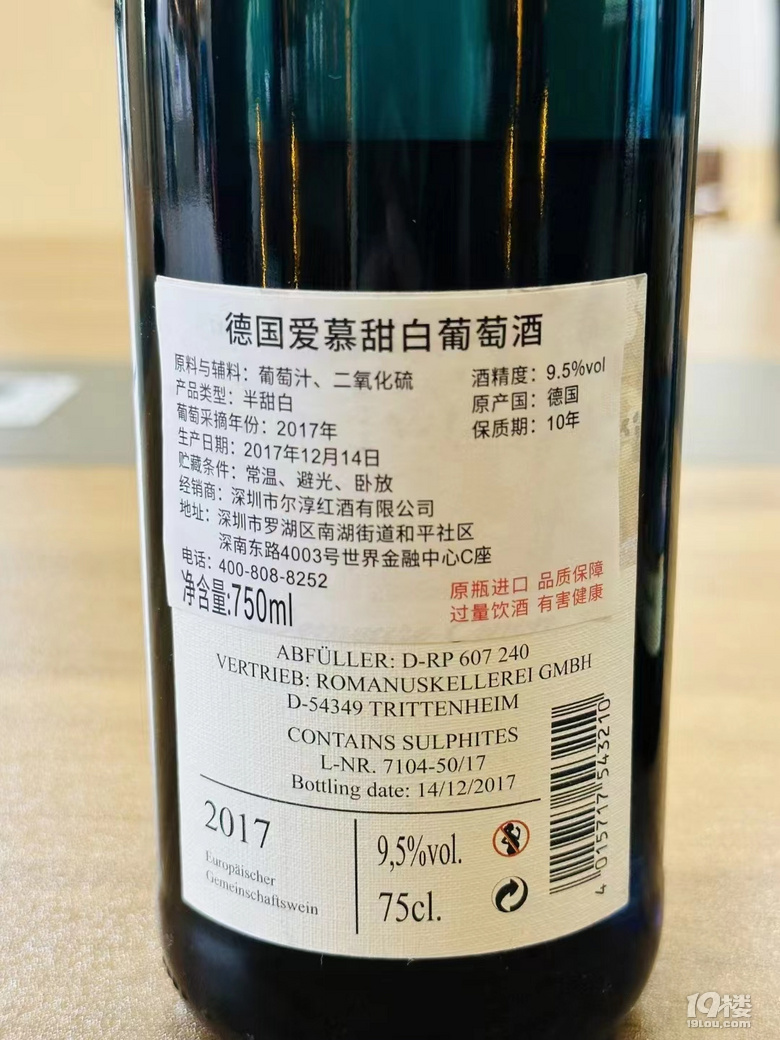 德国爱慕甜白葡萄酒
原料与辅料：葡萄汁、二氧化硫
产品类型：半甜白
葡萄采摘年份：2017年
生产日期：2017年12月14日
贮藏条件：常温、避光、卧放
经销商：深圳市尔淳红酒有限公司
地址：深圳市罗湖区南湖街道和平社区
深南东路4003号世界金融中心C座
电话：400-808-8252
净含量:750ml
酒精度：9.5%vol
原产国：德国
保质期：10年
原瓶进口 品质保障
过量饮酒 有害健康
ABFÜLLER: D-RP 607 240
VERTRIEB: ROMANUSKELLEREI GMBH
D-54349 TRITTENHEIM
CONTAINS SULPHITES
L-NR. 7104-50/17
Bottling date: 14/12/2017
2017
Europäischer
Gemeinschaftswein
9,5%vol.
75cl.
4 015717 543210
19楼
19lou.com